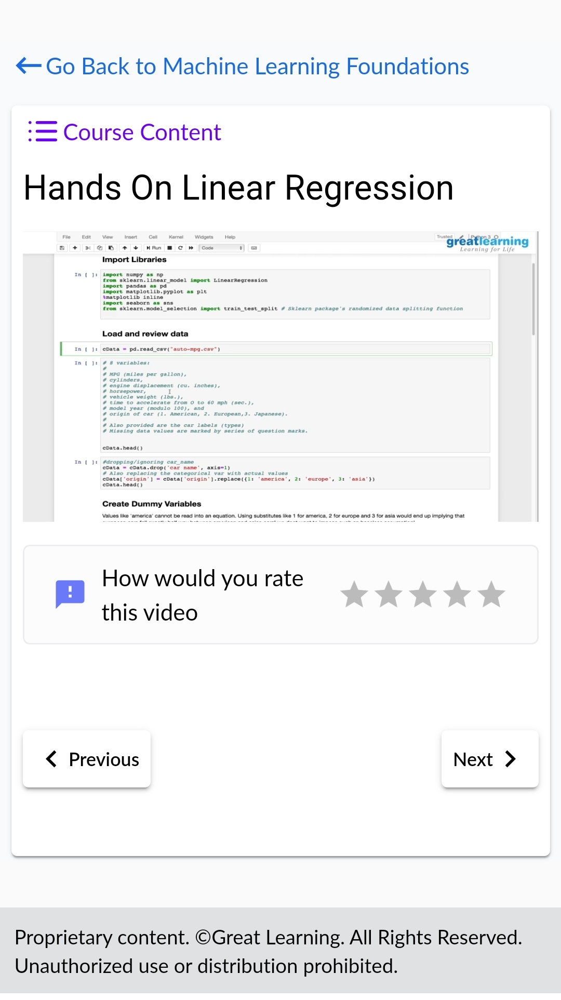 Go Back to Machine Learning Foundations
Course Content
Hands On Linear Regression
File Edit View Insert Cell Kernel Widgets Help
Trusted Python 3
Run Code
greatlearning
Learning for Life
Import Libraries
In [ ]: import numpy as np
from sklearn.linear_model import LinearRegression
import pandas as pd
import matplotlib.pyplot as plt
%matplotlib inline
import seaborn as sns
from sklearn.model_selection import train_test_split # Sklearn package's randomized data splitting function
Load and review data
In [ ]: cData = pd.read_csv("auto-mpg.csv")
In [ ]: # 8 variables:
#
# MPG (miles per gallon),
# cylinders,
# engine displacement (cu. inches),
# horsepower,
# vehicle weight (lbs.),
# time to accelerate from O to 60 mph (sec.),
# model year (modulo 100), and
# origin of car (1. American, 2. European,3. Japanese).
#
# Also provided are the car labels (types)
# Missing data values are marked by series of question marks.
cData.head()
In [ ]: #dropping/ignoring car_name
cData = cData.drop('car name', axis=1)
# Also replacing the categorical var with actual values
cData['origin'] = cData['origin'].replace({1: 'america', 2: 'europe', 3: 'asia'})
cData.head()
Create Dummy Variables
Values like 'america' cannot be read into an equation. Using substitutes like 1 for america, 2 for europe and 3 for asia would end up implying that
How would you rate
this video
Previous
Next
Proprietary content. ©Great Learning. All Rights Reserved.
Unauthorized use or distribution prohibited.